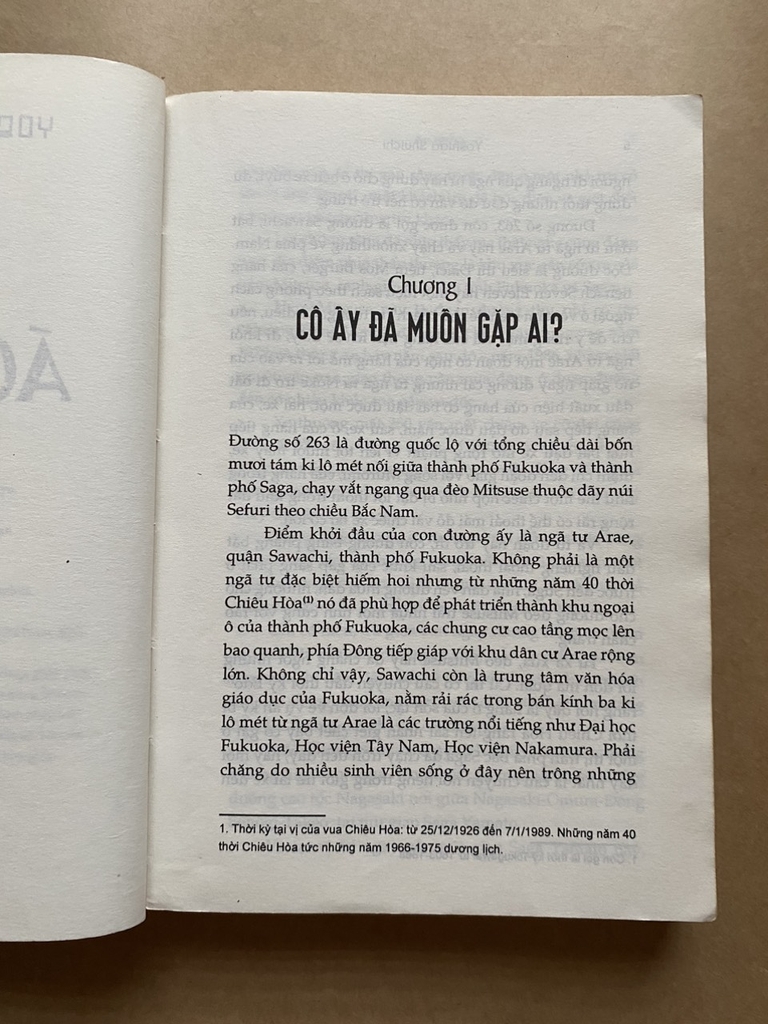 Chương I
CÔ ẤY ĐÃ MUỐN GẶP AI?
Đường số 263 là đường quốc lộ với tổng chiều dài bốn
mươi tám ki lô mét nối giữa thành phố Fukuoka và thành
phố Saga, chạy vắt ngang qua đèo Mitsuse thuộc dãy núi
Sefuri theo chiều Bắc Nam.
Điểm khởi đầu của con đường ấy là ngã tư Arae,
quận Sawachi, thành phố Fukuoka. Không phải là một
ngã tư đặc biệt hiếm hoi nhưng từ những năm 40 thời
Chiêu Hòa(1) nó đã phù hợp để phát triển thành khu ngoại
ô của thành phố Fukuoka, các chung cư cao tầng mọc lên
bao quanh, phía Đông tiếp giáp với khu dân cư Arae rộng
lớn. Không chỉ vậy, Sawachi còn là trung tâm văn hóa
giáo dục của Fukuoka, nằm rải rác trong bán kính ba ki
lô mét từ ngã tư Arae là các trường nổi tiếng như Đại học
Fukuoka, Học viện Tây Nam, Học viện Nakamura. Phải
chăng do nhiều sinh viên sống ở đây nên trông những
1. Thời kỳ tại vị của vua Chiêu Hòa: từ 25/12/1926 đến 7/1/1989. Những năm 40
thời Chiêu Hòa tức những năm 1966-1975 dương lịch.